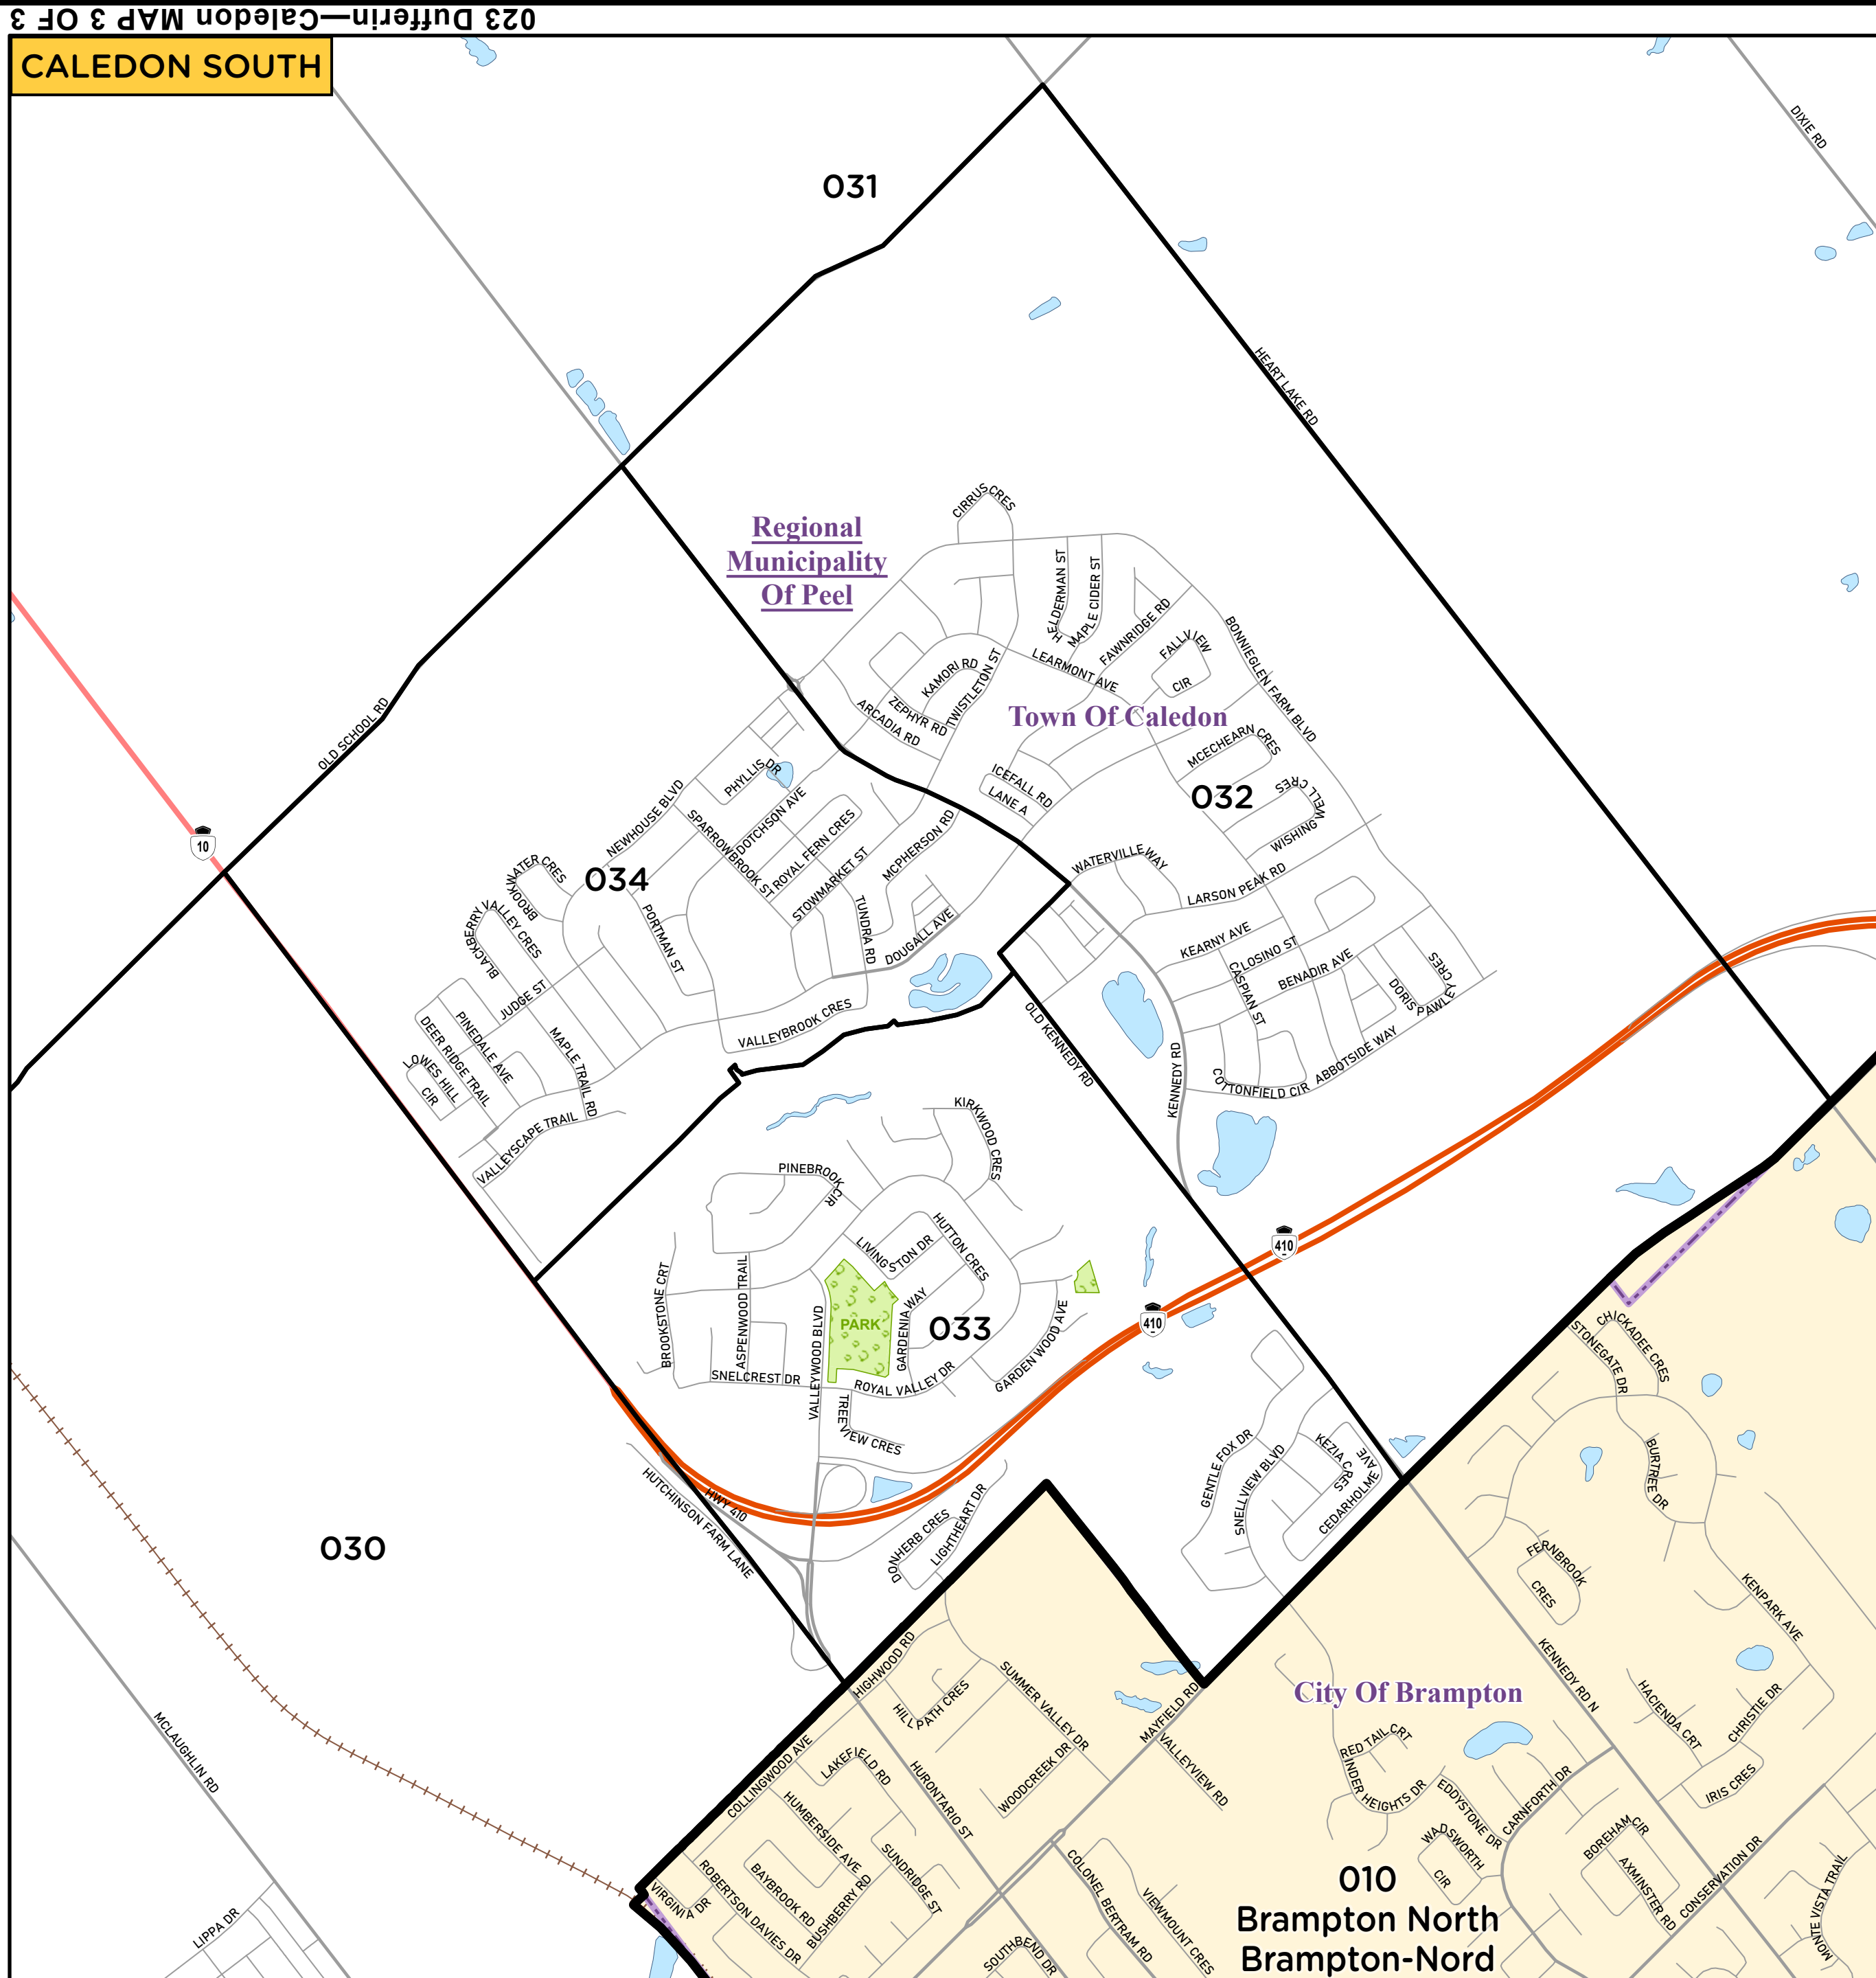 023 Dufferin—Caledon MAP 3 OF 3
CALEDON SOUTH
DIXIE RD
031
HEART LAKE RD
Regional
Municipality
Of Peel
CIRRUS CRES
HELDERMAN ST
MAPLE CIDER ST
FAWNRIDGE RD
FALLVIEW
CIR
BONNIEGLEN FARM BLVD
LEARMONT AVE
KAMORI RD
TWISTLETON ST
ZEPHYR RD
ARCADIA RD
Town Of Caledon
OLD SCHOOL RD
MCECHEARN CRES
PHYLLIS DR
ICEFALL RD
LANE A
032
WISHING WELL CRES
NEWHOUSE BLVD
DOTCHSON AVE
SPARROWBROOK ST
ROYAL FERN CRES
STOWMARKET ST
MCPHERSON RD
10
WATERVILLE WAY
LARSON PEAK RD
034
BROOKWATER CRES
BLACKBERRY VALLEY CRES
PORTMAN ST
TUNDRA RD
DOUGALL AVE
KEARNY AVE
CLOSINO ST
CASPIAN ST
BENADIR AVE
DORIS PAWLEY CRES
JUDGE ST
VALLEYBROOK CRES
OLD KENNEDY RD
PINEDALE AVE
DEER RIDGE TRAIL
MAPLE TRAIL RD
LOWES HILL
CIR
KENNEDY RD
COTTONFIELD CIR
ABBOTSIDE WAY
VALLEYSCAPE TRAIL
KIRKWOOD CRES
PINEBROOK
CIR
LIVINGSTON DR
HUTTON CRES
410
BROOKSTONE CRT
ASPENWOOD TRAIL
VALLEYWOOD BLVD
PARK
GARDENIA WAY
033
GARDEN WOOD AVE
410
SNELCREST DR
ROYAL VALLEY DR
TREEVIEW CRES
CHICKADEE CRES
STONEGATE DR
BURTREE DR
GENTLE FOX DR
SNELLVIEW BLVD
KEZIA CRES
CEDARHOLME AVE
HWY 410
HUTCHINSON FARM LANE
DONHERB CRES
LIGHTHEART DR
030
FERNBROOK
CRES
KENPARK AVE
HIGHWOOD RD
HILLPATH CRES
SUMMER VALLEY DR
MAYFIELD RD
City Of Brampton
KENNEDY RD N
HACIENDA CRT
CHRISTIE DR
MCLAUGHLIN RD
COLLINGWOOD AVE
LAKEFIELD RD
HURONTARIO ST
WOODCREEK DR
VALLEYVIEW RD
RED TAIL CRT
INDER HEIGHTS DR
EDDYSTONE DR
CARNFORTH DR
IRIS CRES
HUMBERSIDE AVE
WADSWORTH
CIR
BOREHAM CIR
AXMINSTER RD
CONSERVATION DR
VIRGINIA DR
ROBERTSON DAVIES DR
BAYBROOK RD
BUSHBERRY RD
SUNDRIDGE ST
COLONEL BERTRAM RD
VIEWMOUNT CRES
SOUTHBEND DR
LIPPA DR
010
Brampton North
Brampton-Nord
MONTE VISTA TRAIL